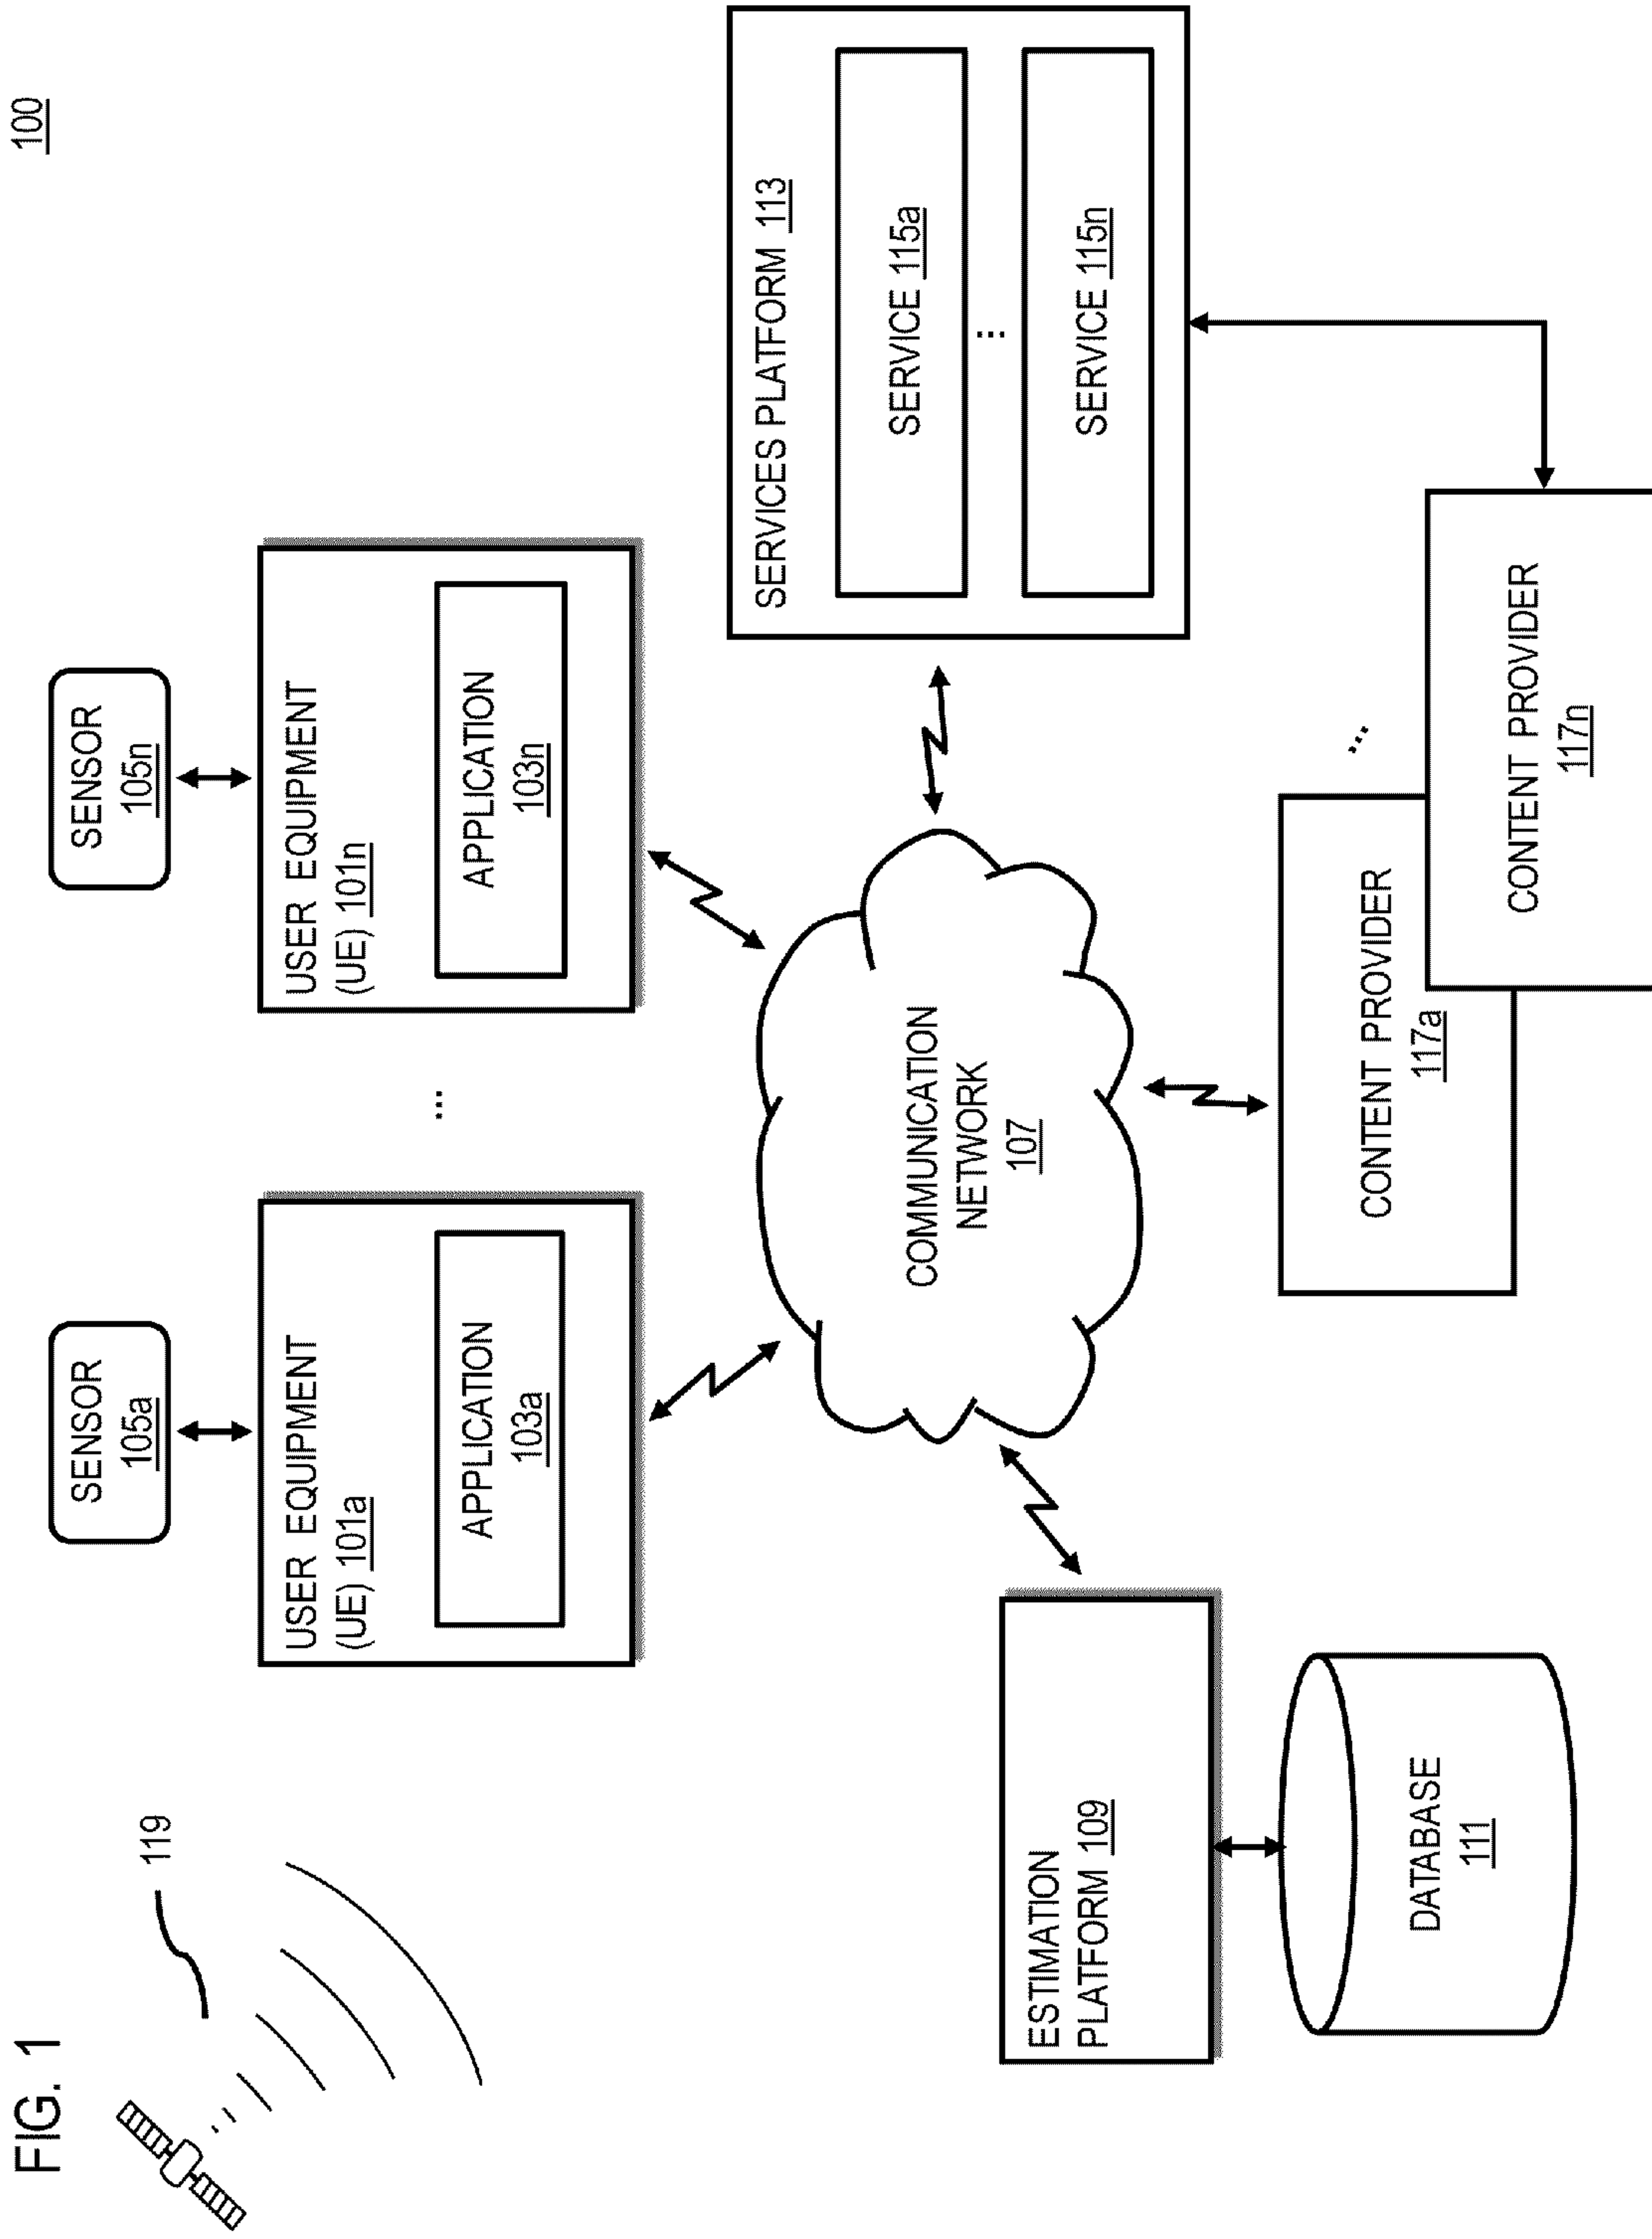 FIG. 1
100
119
SENSOR
105a
SENSOR
105n
USER EQUIPMENT
(UE) 101a
APPLICATION
103a
...
USER EQUIPMENT
(UE) 101n
APPLICATION
103n
COMMUNICATION
NETWORK
107
SERVICES PLATFORM 113
SERVICE 115a
...
SERVICE 115n
ESTIMATION
PLATFORM 109
DATABASE
111
CONTENT PROVIDER
117a
...
CONTENT PROVIDER
117n